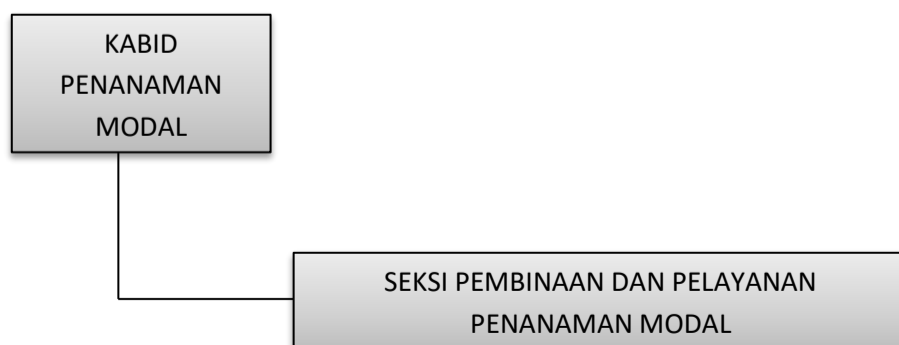 KABID
PENANAMAN
MODAL
SEKSI PEMBINAAN DAN PELAYANAN
PENANAMAN MODAL